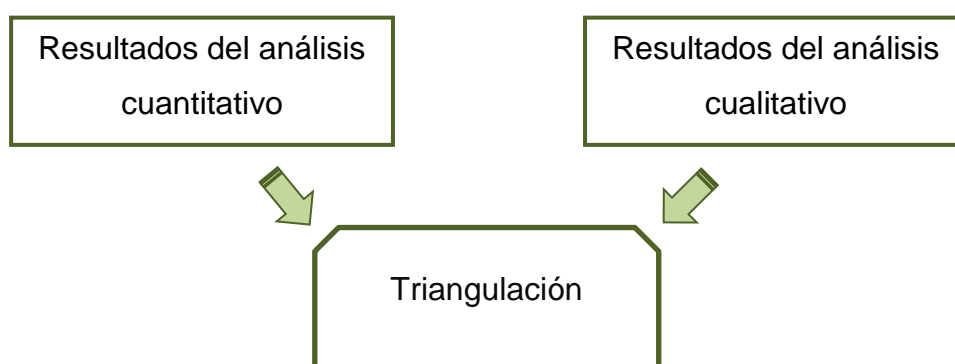 Resultados del análisis
cuantitativo
Resultados del análisis
cualitativo
Triangulación